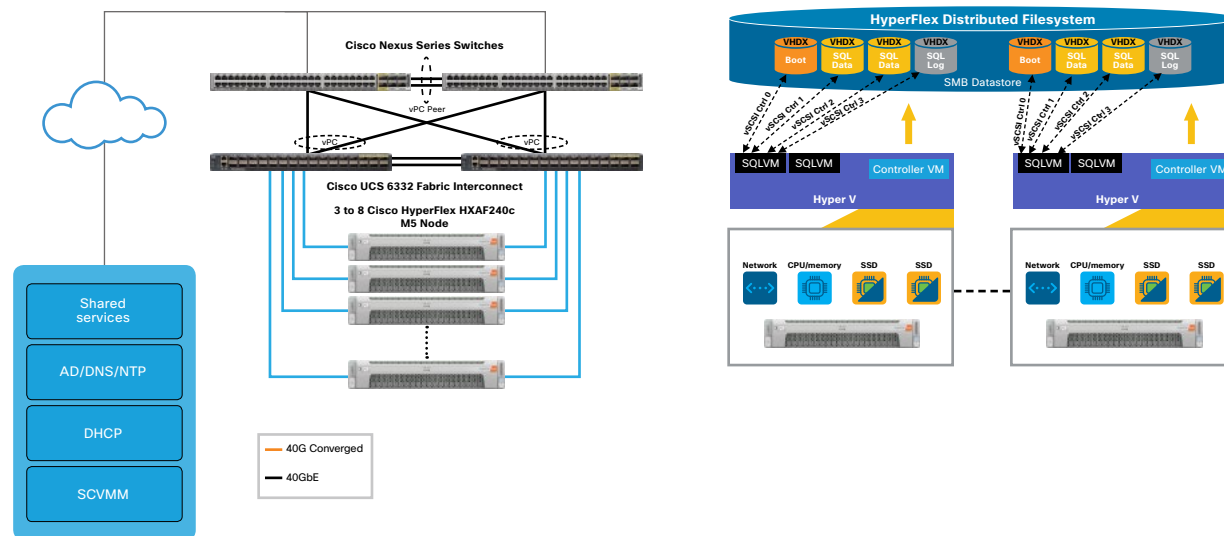 Cisco Nexus Series Switches
vPC Peer
vPC
vPC
Cisco UCS 6332 Fabric Interconnect
3 to 8 Cisco HyperFlex HXAF240c
M5 Node
Shared
services
AD/DNS/NTP
DHCP
SCVMM
40G Converged
40GbE
HyperFlex Distributed Filesystem
VHDX
Boot
VHDX
SQL
Data
VHDX
SQL
Data
VHDX
SQL
Log
VHDX
Boot
VHDX
SQL
Data
VHDX
SQL
Data
VHDX
SQL
Log
SMB Datastore
vSCSI Ctrl 0
vSCSI Ctrl 1
vSCSI Ctrl 2
vSCSI Ctrl 3
vSCSI Ctrl 0
vSCSI Ctrl 1
vSCSI Ctrl 2
vSCSI Ctrl 3
SQLVM
SQLVM
Controller VM
Hyper V
SQLVM
SQLVM
Controller VM
Hyper V
Network
CPU/memory
SSD
SSD
Network
CPU/memory
SSD
SSD